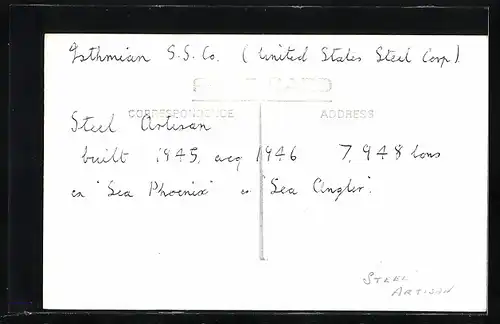 Isthmian S.S. Co. (United States Steel Corp).
POST CARD
CORRESPONDENCE ADDRESS
Steel Artisan
built 1945, acq 1946 7,948 tons
ex "Sea Phoenix" ex "Sea Angler".
STEEL
ARTISAN